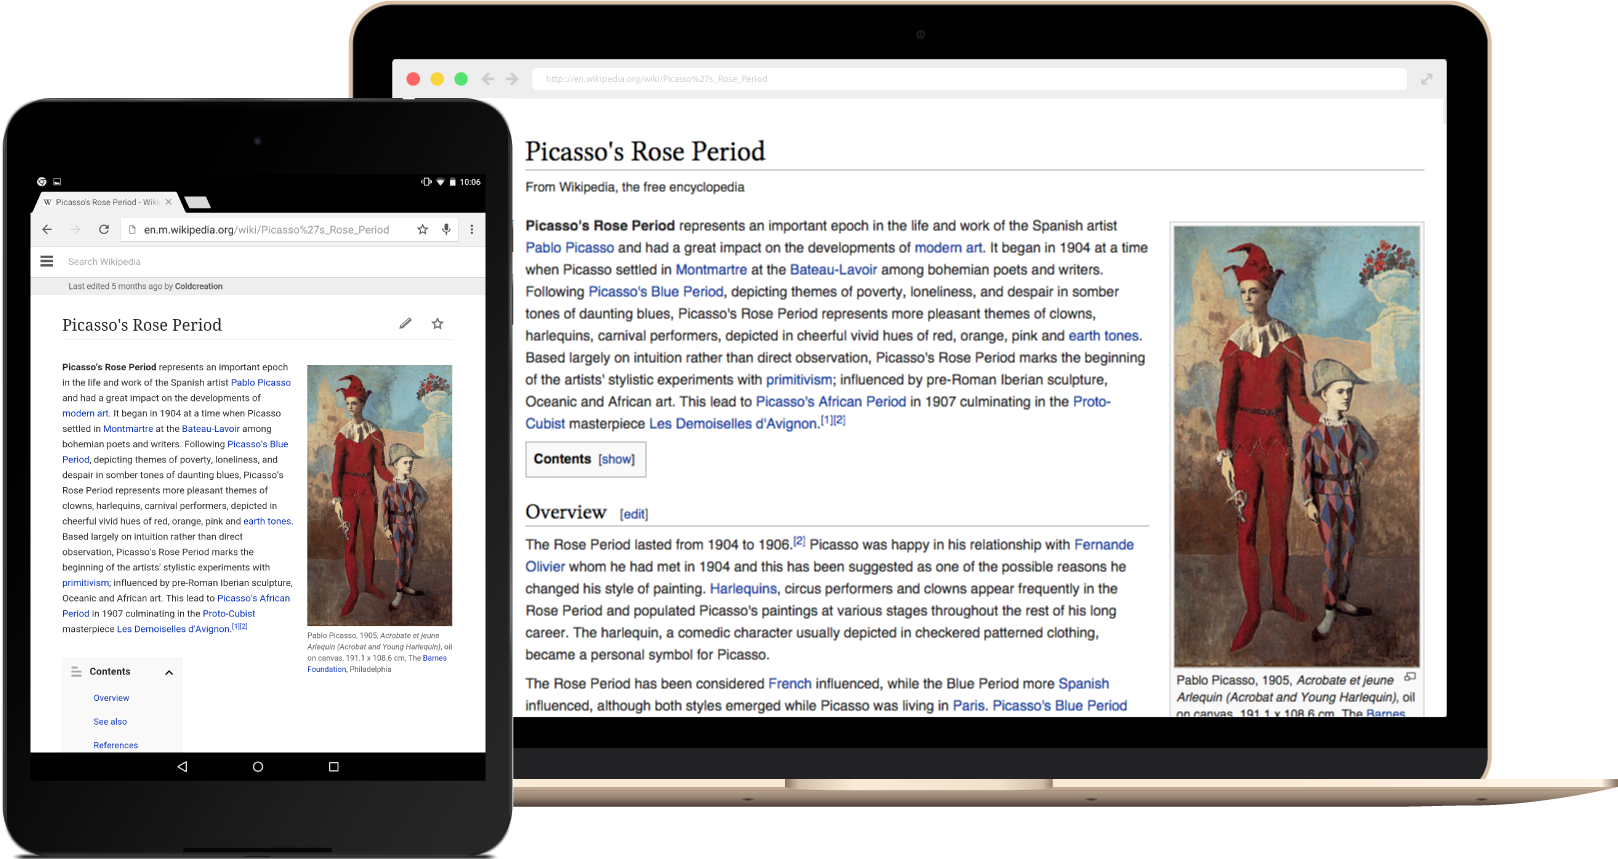 10:06
Picasso's Rose Period - Wiki
en.m.wikipedia.org/wiki/Picasso%27s_Rose_Period
Search Wikipedia
Last edited 5 months ago by Coldcreation
Picasso's Rose Period
Picasso's Rose Period represents an important epoch
in the life and work of the Spanish artist Pablo Picasso
and had a great impact on the developments of
modern art. It began in 1904 at a time when Picasso
settled in Montmartre at the Bateau-Lavoir among
bohemian poets and writers. Following Picasso's Blue
Period, depicting themes of poverty, loneliness, and
despair in somber tones of daunting blues, Picasso's
Rose Period represents more pleasant themes of
clowns, harlequins, carnival performers, depicted in
cheerful vivid hues of red, orange, pink and earth tones.
Based largely on intuition rather than direct
observation, Picasso's Rose Period marks the
beginning of the artists' stylistic experiments with
primitivism; influenced by pre-Roman Iberian sculpture,
Oceanic and African art. This lead to Picasso's African
Period in 1907 culminating in the Proto-Cubist
masterpiece Les Demoiselles d'Avignon.[1][2]
Pablo Picasso, 1905, Acrobate et jeune
Arlequin (Acrobat and Young Harlequin), oil
on canvas, 191.1 x 108.6 cm, The Barnes
Foundation, Philadelphia
Contents
Overview
See also
References
http://en.wikipedia.org/wiki/Picasso%27s_Rose_Period
Picasso's Rose Period
From Wikipedia, the free encyclopedia
Picasso's Rose Period represents an important epoch in the life and work of the Spanish artist
Pablo Picasso and had a great impact on the developments of modern art. It began in 1904 at a time
when Picasso settled in Montmartre at the Bateau-Lavoir among bohemian poets and writers.
Following Picasso's Blue Period, depicting themes of poverty, loneliness, and despair in somber
tones of daunting blues, Picasso's Rose Period represents more pleasant themes of clowns,
harlequins, carnival performers, depicted in cheerful vivid hues of red, orange, pink and earth tones.
Based largely on intuition rather than direct observation, Picasso's Rose Period marks the beginning
of the artists' stylistic experiments with primitivism; influenced by pre-Roman Iberian sculpture,
Oceanic and African art. This lead to Picasso's African Period in 1907 culminating in the Proto-
Cubist masterpiece Les Demoiselles d'Avignon.[1][2]
Contents [show]
Overview [edit]
The Rose Period lasted from 1904 to 1906.[2] Picasso was happy in his relationship with Fernande
Olivier whom he had met in 1904 and this has been suggested as one of the possible reasons he
changed his style of painting. Harlequins, circus performers and clowns appear frequently in the
Rose Period and populated Picasso's paintings at various stages throughout the rest of his long
career. The harlequin, a comedic character usually depicted in checkered patterned clothing,
became a personal symbol for Picasso.
The Rose Period has been considered French influenced, while the Blue Period more Spanish
influenced, although both styles emerged while Picasso was living in Paris. Picasso's Blue Period
Pablo Picasso, 1905, Acrobate et jeune
Arlequin (Acrobat and Young Harlequin), oil
on canvas, 191.1 x 108.6 cm, The Barnes